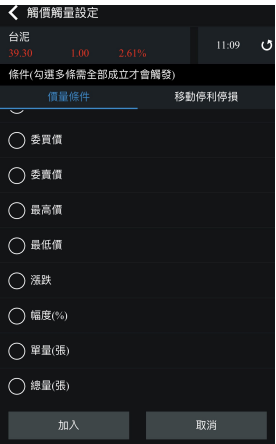 觸價觸量設定
台泥
39.30 1.00 2.61% 11:09
條件(勾選多條需全部成立才會觸發)
價量條件 移動停利停損
委買價
委賣價
最高價
最低價
漲跌
幅度(%)
單量(張)
總量(張)
加入 取消